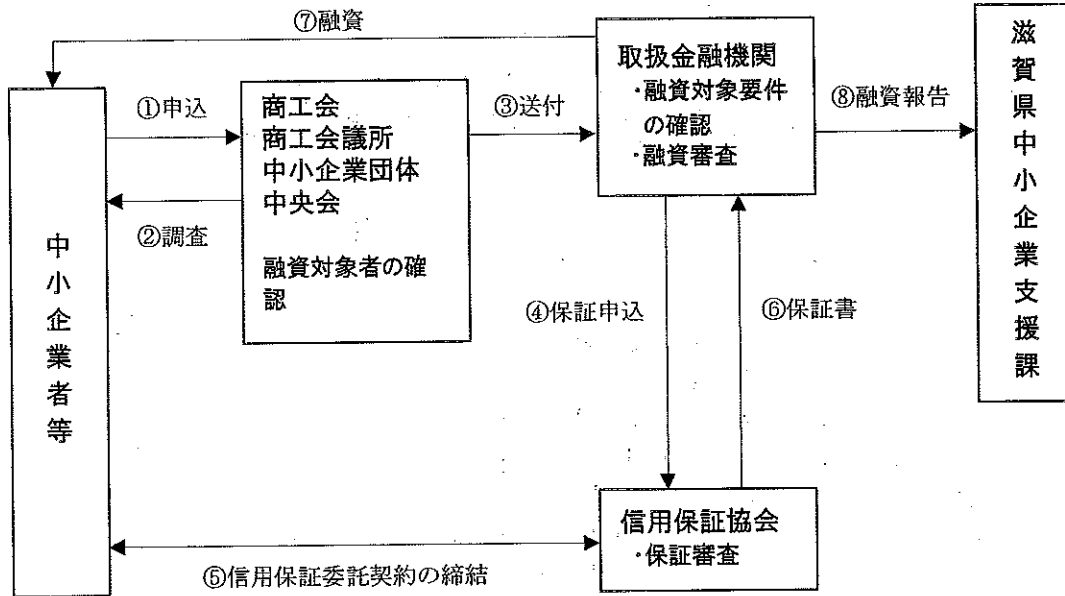 ⑦融資
中小企業者等
①申込
②調査
商工会
商工会議所
中小企業団体
中央会
融資対象者の確
認
③送付
取扱金融機関
・融資対象要件
の確認
・融資審査
⑧融資報告
滋賀県中小企業支援課
④保証申込
⑥保証書
信用保証協会
・保証審査
⑤信用保証委託契約の締結